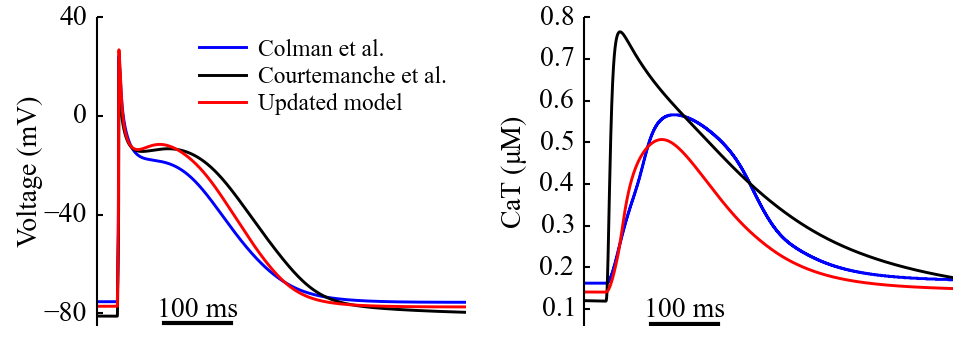 40
0
−40
−80
Voltage (mV)
Colman et al.
Courtemanche et al.
Updated model
100 ms
0.8
0.7
0.6
0.5
0.4
0.3
0.2
0.1
CaT (μM)
100 ms